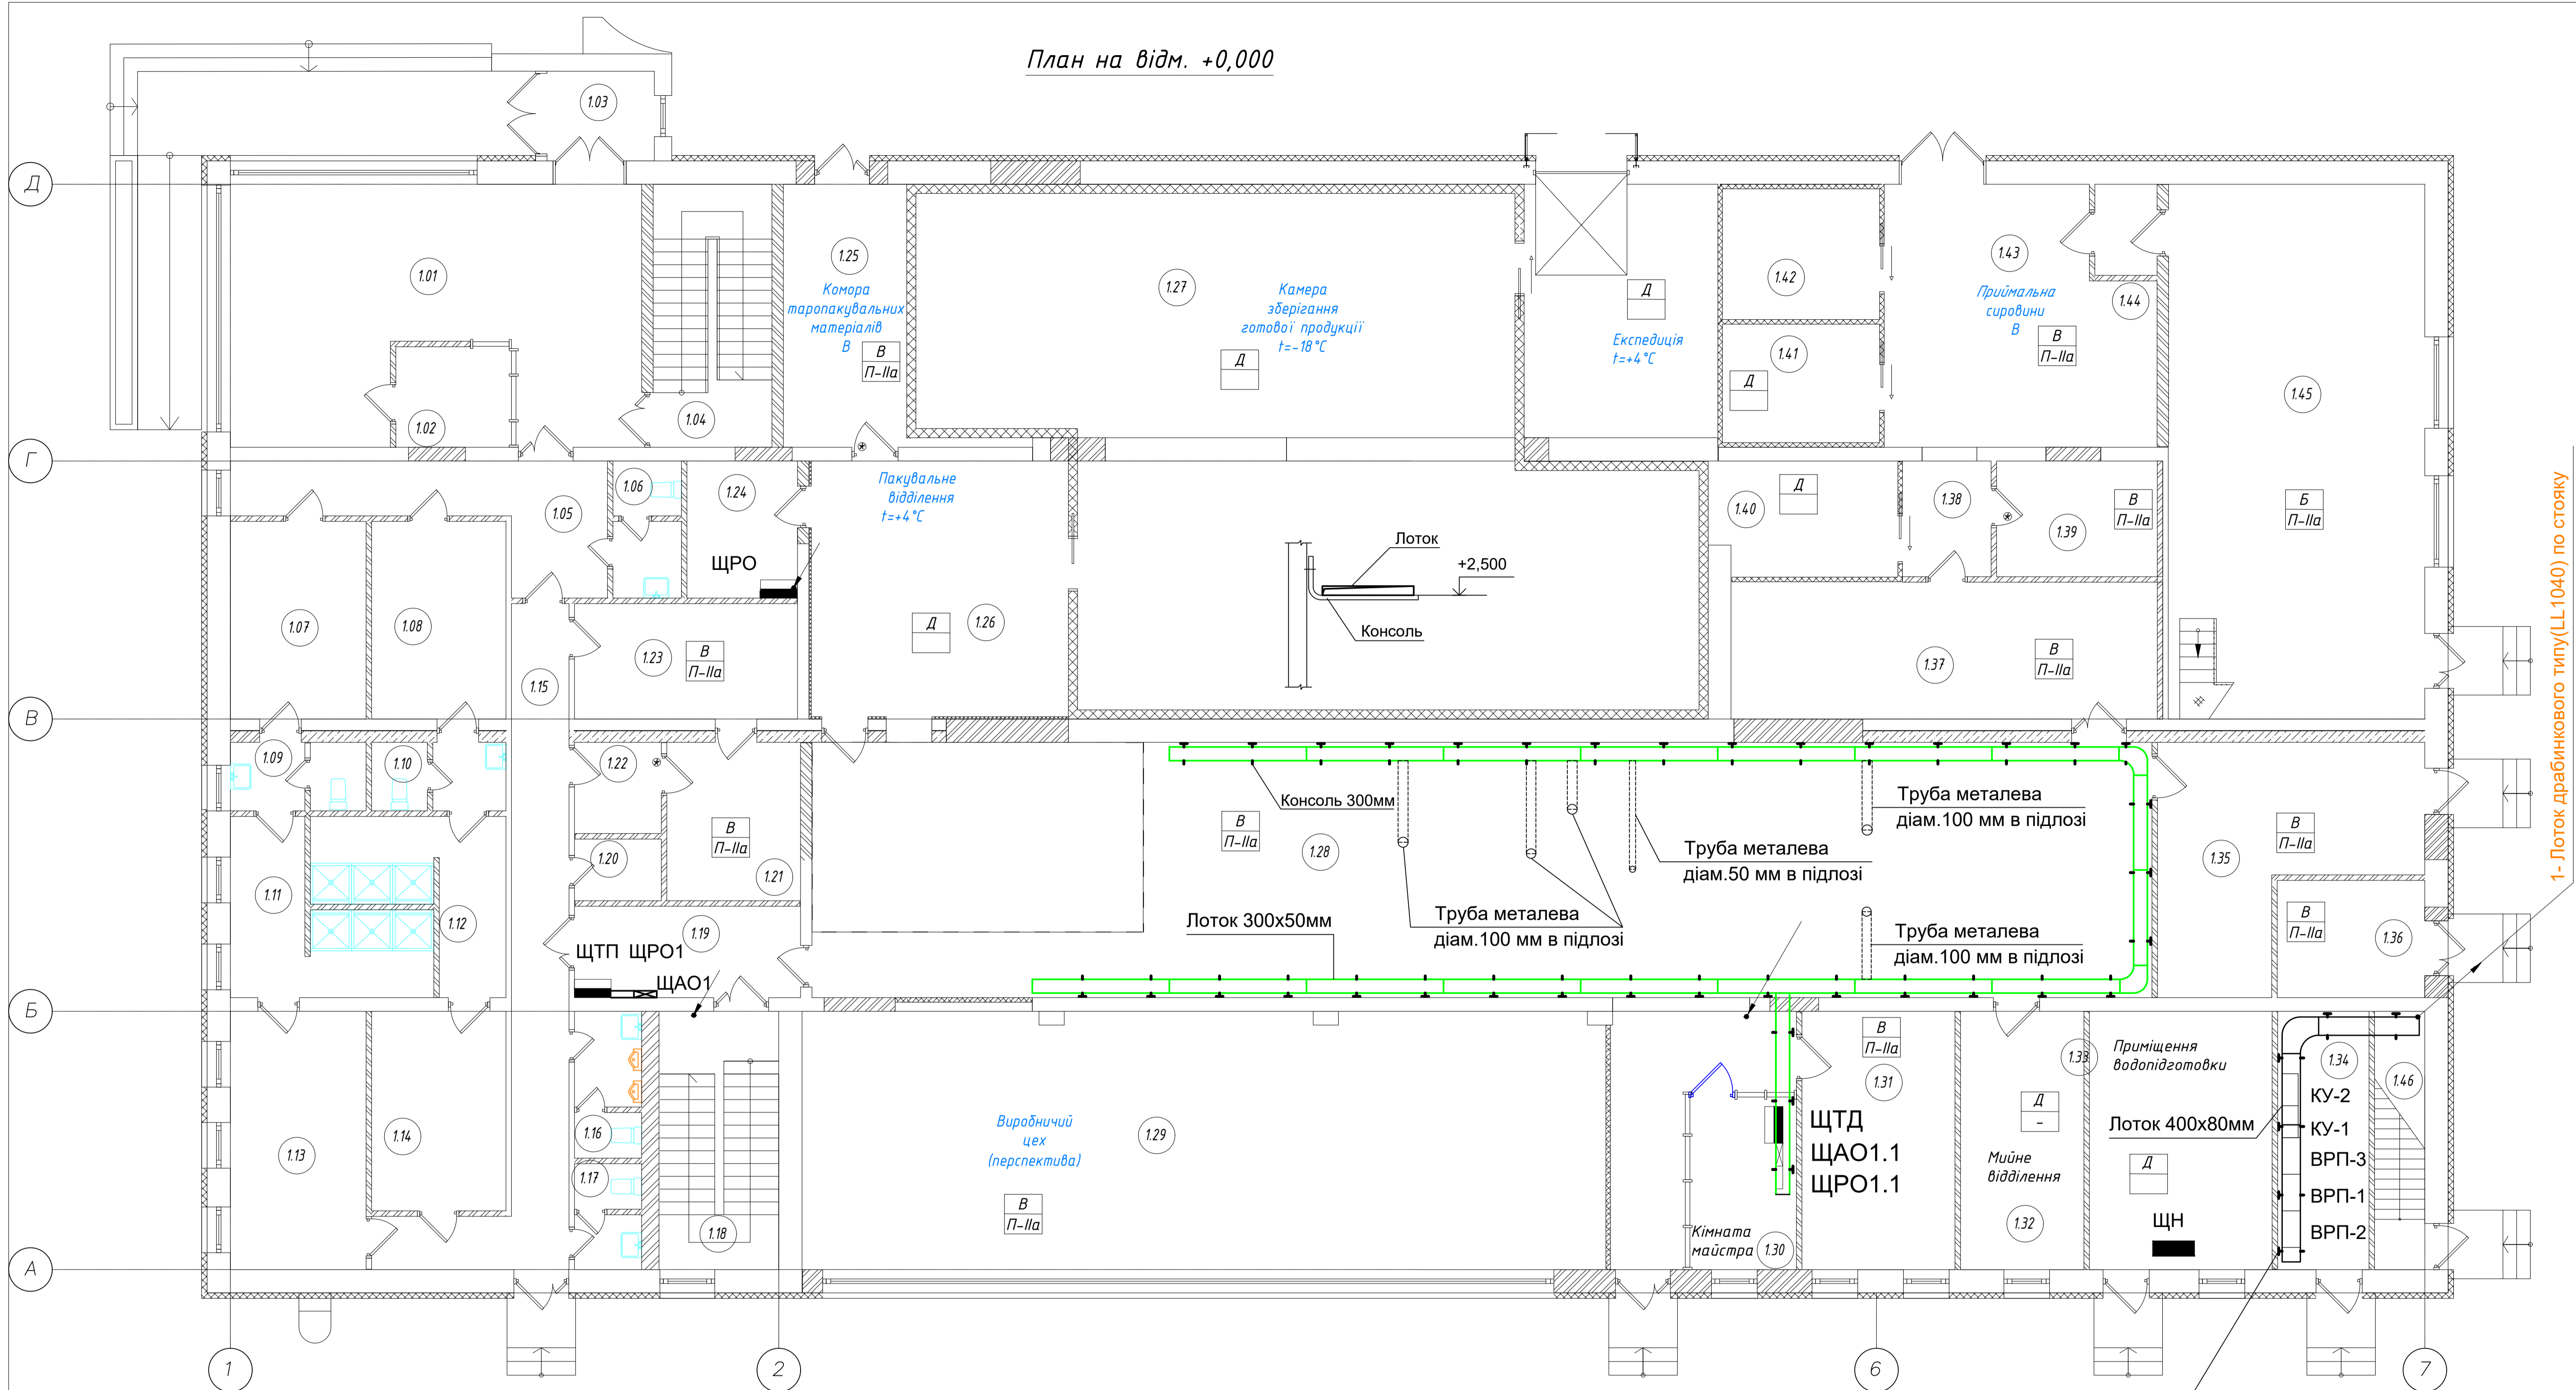 План на відм. +0,000
1.03
Д
1.01
1.02
1.04
1.25
Комора
таропакувальних
матеріалів
В
В
П-IIа
1.27
Камера
зберігання
готової продукції
t=-18°C
Д
Д
Експедиція
t=+4°C
1.42
1.41
Д
1.43
Приймальна
сировини
В
В
П-IIа
1.44
1.45
Г
1.05
1.06
1.24
ЩРО
Пакувальне
відділення
t=+4°C
Лоток
+2,500
Консоль
1.40
Д
1.38
1.39
В
П-IIа
Б
П-IIа
1- Лоток драбинкового типу(LL1040) по стояку
1.07
1.08
1.15
1.23
В
П-IIа
Д
1.26
1.37
В
П-IIа
В
1.09
1.10
1.22
1.20
В
П-IIа
1.21
Консоль 300мм
В
П-IIа
1.28
Труба металева
діам.100 мм в підлозі
Труба металева
діам.50 мм в підлозі
Труба металева
діам.100 мм в підлозі
Труба металева
діам.100 мм в підлозі
Лоток 300х50мм
1.35
В
П-IIа
В
П-IIа
1.36
1.11
1.12
1.19
ЩТП ЩРО1
ЩАО1
Б
1.13
1.14
1.16
1.17
1.18
Виробничий
цех
(перспектива)
1.29
В
П-IIа
ЩТД
ЩАО1.1
ЩРО1.1
Кімната
майстра
1.30
В
П-IIа
1.31
1.33
Д
-
Мийне
відділення
1.32
Приміщення
водопідготовки
Лоток 400х80мм
Д
ЩН
1.34
КУ-2
КУ-1
ВРП-3
ВРП-1
ВРП-2
1.46
А
1
2
6
7